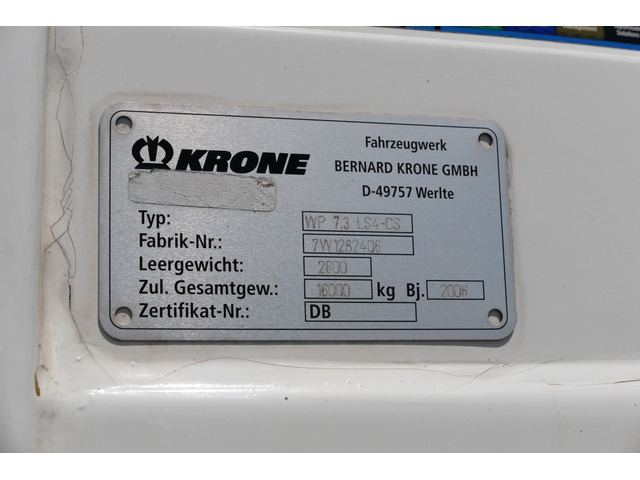 KRONE
Fahrzeugwerk
BERNARD KRONE GMBH
D-49757 Werlte
Typ: WP 7.3 LS4-CS
Fabrik-Nr.: 7W1282406
Leergewicht: 2600
Zul. Gesamtgew.: 16000 kg Bj. 2006
Zertifikat-Nr.: DB